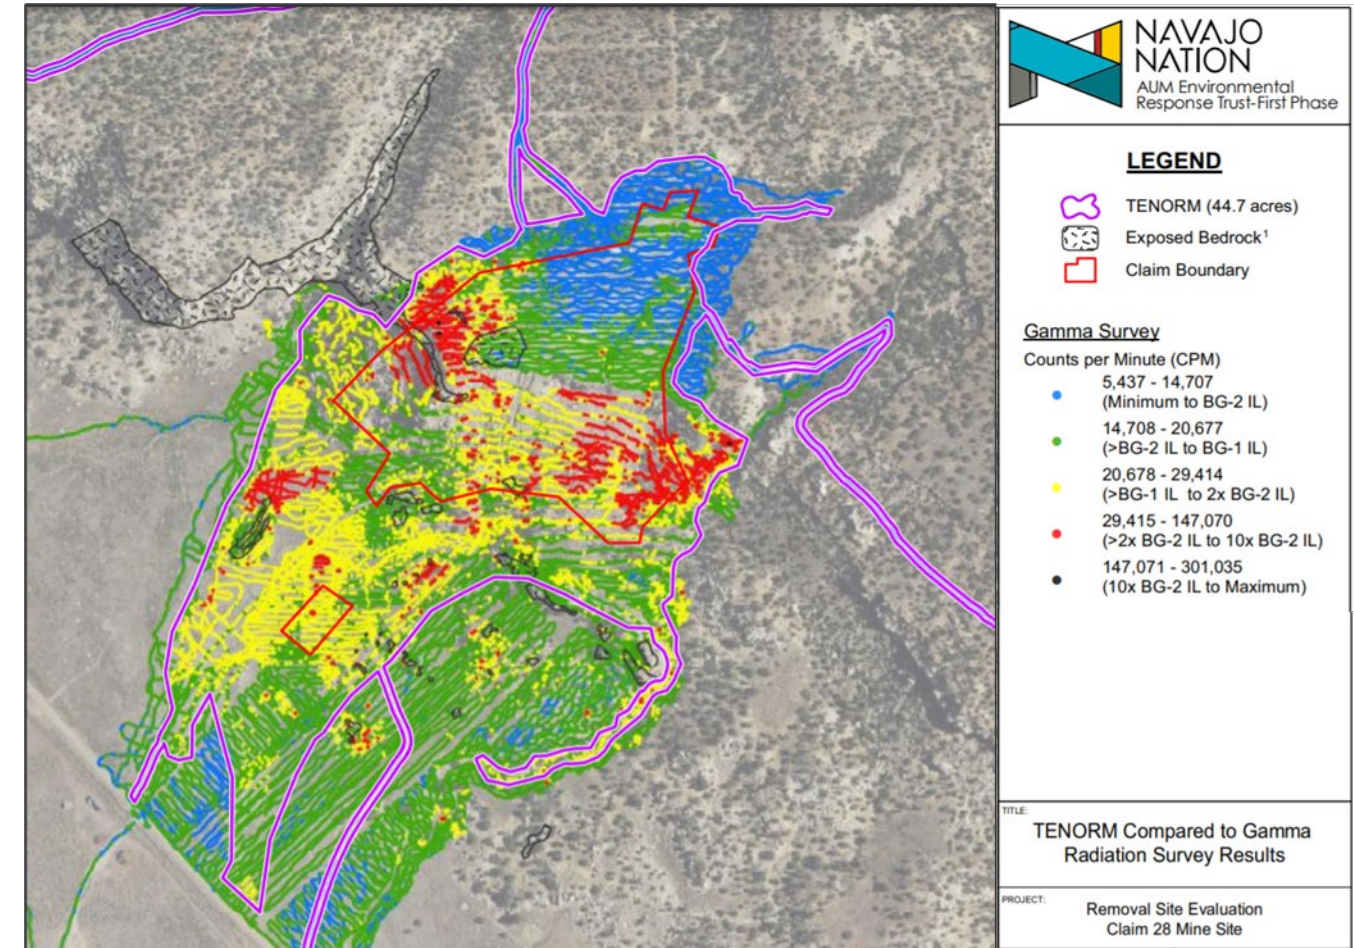 NAVAJO
NATION
AUM Environmental
Response Trust-First Phase
LEGEND
TENORM (44.7 acres)
Exposed Bedrock¹
Claim Boundary
Gamma Survey
Counts per Minute (CPM)
5,437 - 14,707
(Minimum to BG-2 IL)
14,708 - 20,677
(>BG-2 IL to BG-1 IL)
20,678 - 29,414
(>BG-1 IL to 2x BG-2 IL)
29,415 - 147,070
(>2x BG-2 IL to 10x BG-2 IL)
147,071 - 301,035
(10x BG-2 IL to Maximum)
TITLE:
TENORM Compared to Gamma
Radiation Survey Results
PROJECT:
Removal Site Evaluation
Claim 28 Mine Site